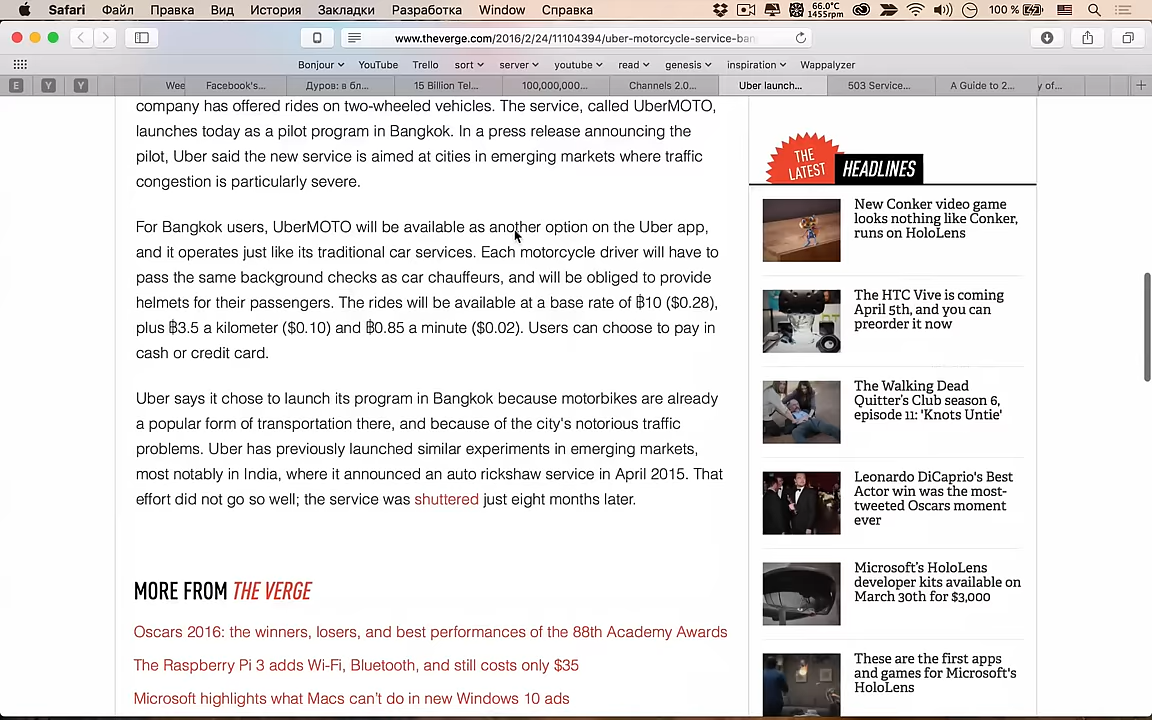 Safari Файл Правка Вид История Закладки Разработка Window Справка 66.0°C 1455rpm 100 %
www.theverge.com/2016/2/24/11104394/uber-motorcycle-service-ban
Bonjour YouTube Trello sort server youtube read genesis inspiration Wappalyzer
E Y Y Wee Facebook's... Дуров: в бл... 15 Billion Tel... 100,000,000... Channels 2.0... Uber launch... 503 Service... A Guide to 2... y of...
company has offered rides on two-wheeled vehicles. The service, called UberMOTO,
launches today as a pilot program in Bangkok. In a press release announcing the
pilot, Uber said the new service is aimed at cities in emerging markets where traffic
congestion is particularly severe.
For Bangkok users, UberMOTO will be available as another option on the Uber app,
and it operates just like its traditional car services. Each motorcycle driver will have to
pass the same background checks as car chauffeurs, and will be obliged to provide
helmets for their passengers. The rides will be available at a base rate of ฿10 ($0.28),
plus ฿3.5 a kilometer ($0.10) and ฿0.85 a minute ($0.02). Users can choose to pay in
cash or credit card.
Uber says it chose to launch its program in Bangkok because motorbikes are already
a popular form of transportation there, and because of the city's notorious traffic
problems. Uber has previously launched similar experiments in emerging markets,
most notably in India, where it announced an auto rickshaw service in April 2015. That
effort did not go so well; the service was shuttered just eight months later.
MORE FROM THE VERGE
Oscars 2016: the winners, losers, and best performances of the 88th Academy Awards
The Raspberry Pi 3 adds Wi-Fi, Bluetooth, and still costs only $35
Microsoft highlights what Macs can't do in new Windows 10 ads
THE LATEST HEADLINES
New Conker video game
looks nothing like Conker,
runs on HoloLens
The HTC Vive is coming
April 5th, and you can
preorder it now
The Walking Dead
Quitter's Club season 6,
episode 11: 'Knots Untie'
Leonardo DiCaprio's Best
Actor win was the most-
tweeted Oscars moment
ever
Microsoft's HoloLens
developer kits available on
March 30th for $3,000
These are the first apps
and games for Microsoft's
HoloLens